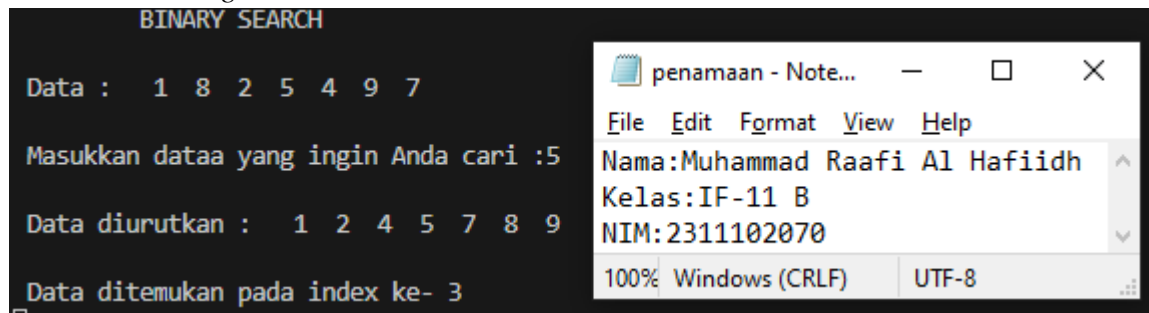 BINARY SEARCH
Data : 1 8 2 5 4 9 7
Masukkan dataa yang ingin Anda cari :5
Data diurutkan : 1 2 4 5 7 8 9
Data ditemukan pada index ke- 3
penamaan - Note...
File Edit Format View Help
Nama:Muhammad Raafi Al Hafiidh
Kelas:IF-11 B
NIM:2311102070
100% Windows (CRLF) UTF-8